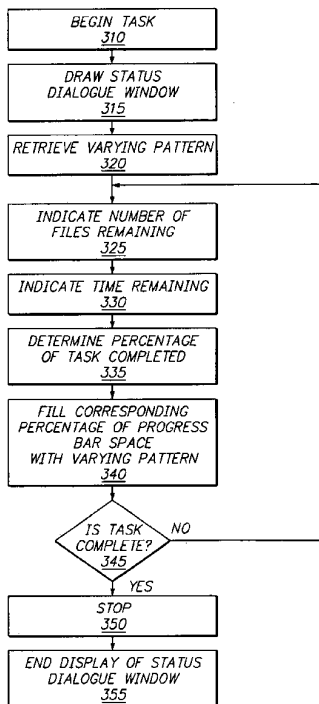 BEGIN TASK
310
DRAW STATUS
DIALOGUE WINDOW
315
RETRIEVE VARYING PATTERN
320
INDICATE NUMBER OF
FILES REMAINING
325
INDICATE TIME REMAINING
330
DETERMINE PERCENTAGE
OF TASK COMPLETED
335
FILL CORRESPONDING
PERCENTAGE OF PROGRESS
BAR SPACE
WITH VARYING PATTERN
340
IS TASK
COMPLETE?
345
NO
YES
STOP
350
END DISPLAY OF STATUS
DIALOGUE WINDOW
355